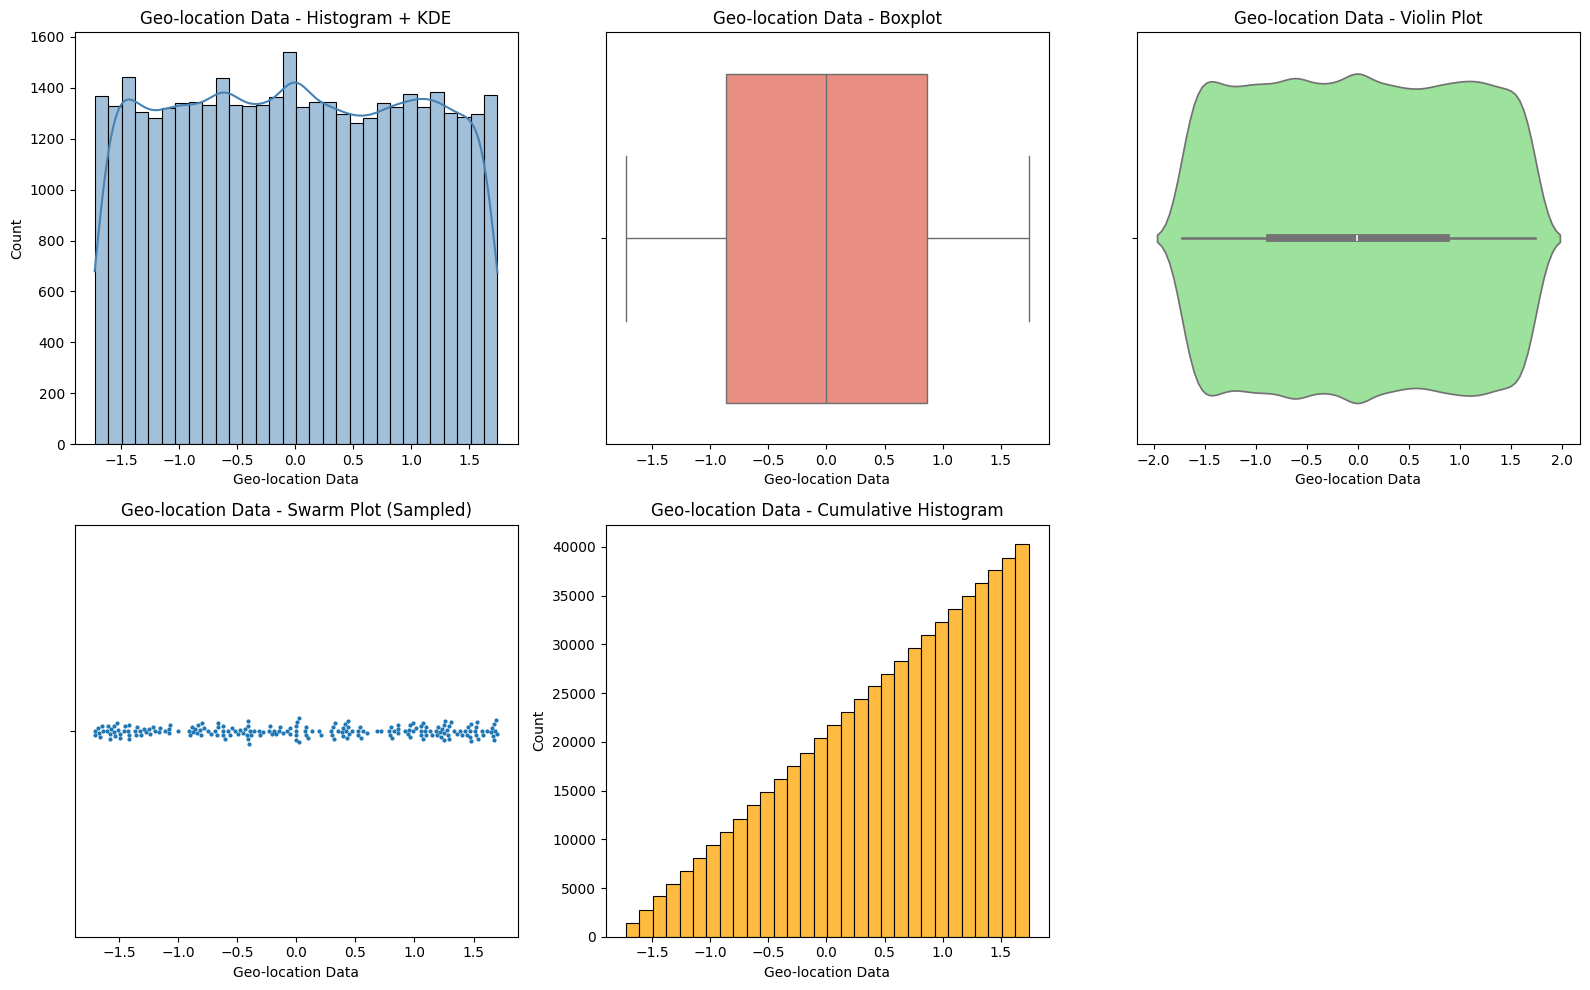 Geo-location Data - Histogram + KDE
1600
1400
1200
1000
800
600
400
200
0
Count
−1.5 −1.0 −0.5 0.0 0.5 1.0 1.5
Geo-location Data
Geo-location Data - Boxplot
−1.5 −1.0 −0.5 0.0 0.5 1.0 1.5
Geo-location Data
Geo-location Data - Violin Plot
−2.0 −1.5 −1.0 −0.5 0.0 0.5 1.0 1.5 2.0
Geo-location Data
Geo-location Data - Swarm Plot (Sampled)
−1.5 −1.0 −0.5 0.0 0.5 1.0 1.5
Geo-location Data
Geo-location Data - Cumulative Histogram
40000
35000
30000
25000
20000
15000
10000
5000
0
Count
−1.5 −1.0 −0.5 0.0 0.5 1.0 1.5
Geo-location Data